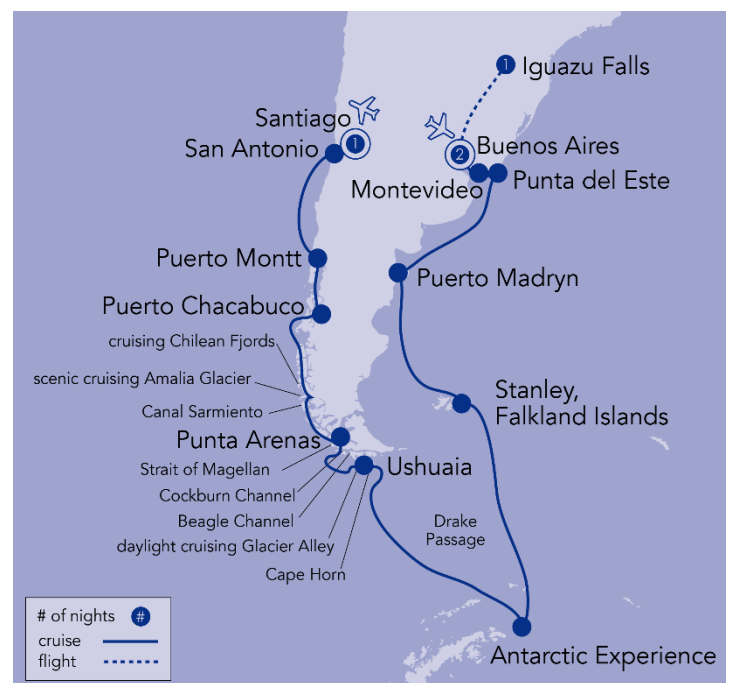 1
Iguazu Falls
Santiago
1
San Antonio
2
Buenos Aires
Montevideo
Punta del Este
Puerto Montt
Puerto Madryn
Puerto Chacabuco
cruising Chilean Fjords
scenic cruising Amalia Glacier
Canal Sarmiento
Stanley,
Falkland Islands
Punta Arenas
Strait of Magellan
Ushuaia
Cockburn Channel
Beagle Channel
daylight cruising Glacier Alley
Cape Horn
Drake
Passage
# of nights #
cruise
flight
Antarctic Experience